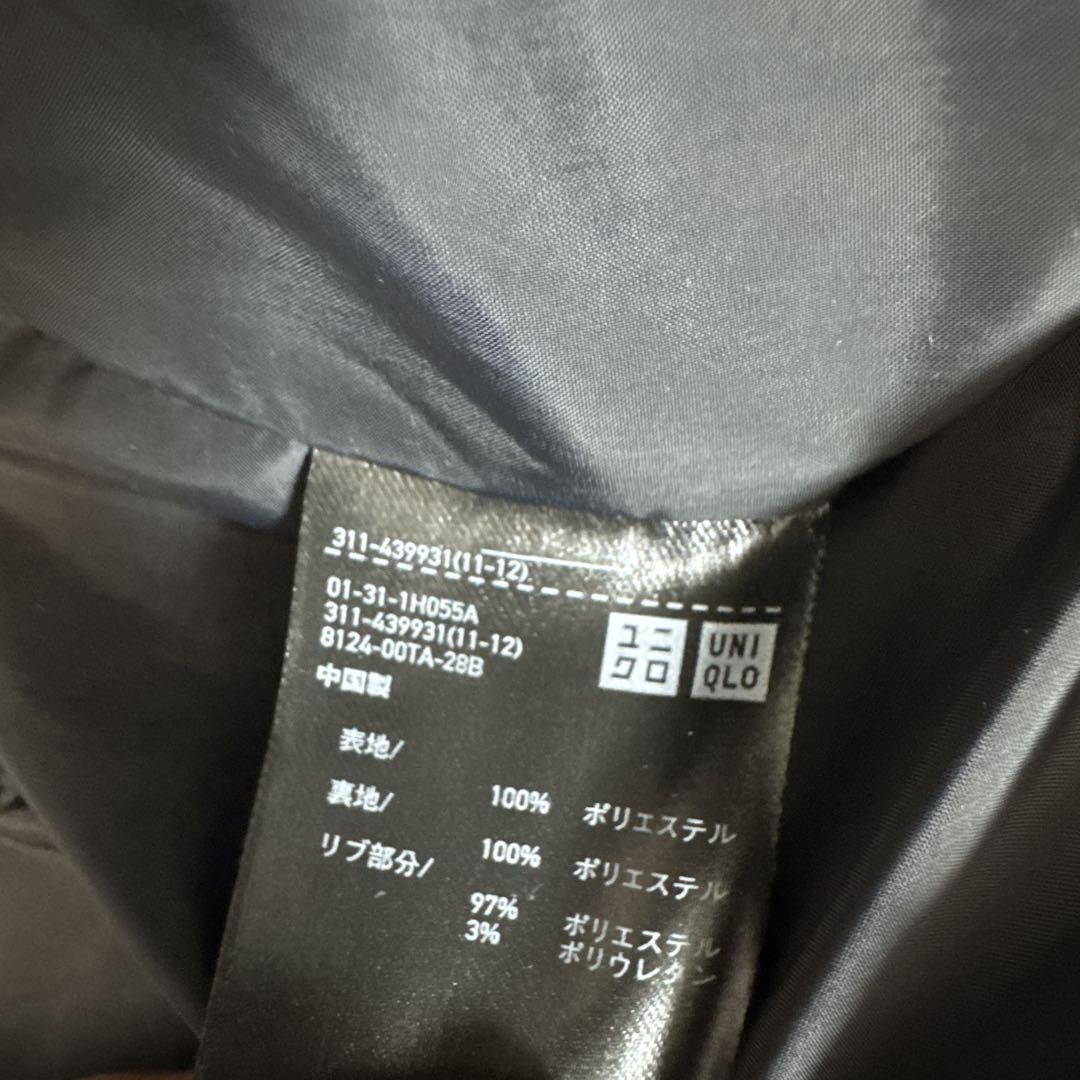 311-439931(11-12)
01-31-1H055A
311-439931(11-12)
8124-00TA-28B
中国製
ユニ
クロ
UNI
QLO
表地/
100% ポリエステル
裏地/
100% ポリエステル
リブ部分/
97% ポリエステル
3% ポリウレタン